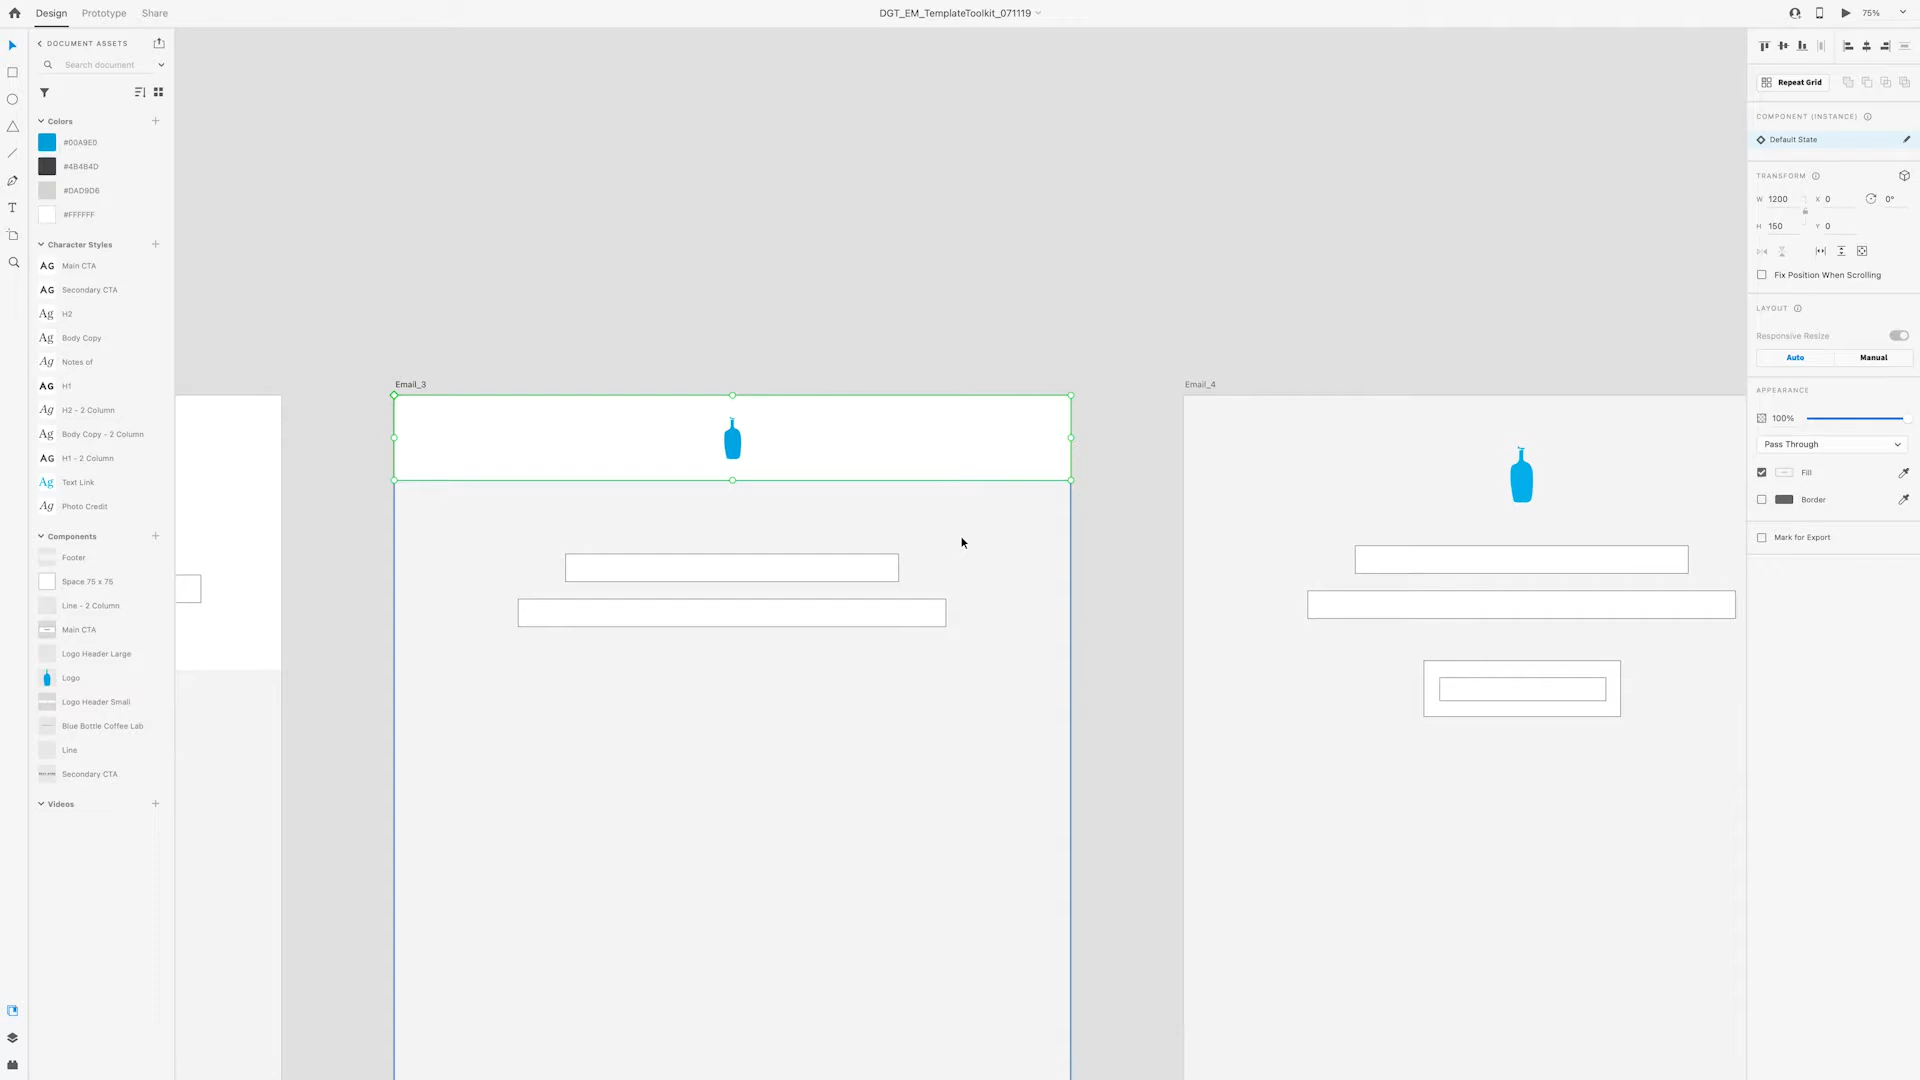 Design Prototype Share
DGT_EM_TemplateToolkit_071119
75%
DOCUMENT ASSETS
Search document
Colors
#00A9E0
#4B4B4D
#DAD9D6
#FFFFFF
Character Styles
AG Main CTA
AG Secondary CTA
Ag H2
Ag Body Copy
Ag Notes of
AG H1
Ag H2 - 2 Column
Ag Body Copy - 2 Column
AG H1 - 2 Column
Ag Text Link
Ag Photo Credit
Components
Footer
Space 75 x 75
Line - 2 Column
Main CTA
Logo Header Large
Logo
Logo Header Small
Blue Bottle Coffee Lab
Line
Secondary CTA
Videos
Email_3
Email_4
Repeat Grid
COMPONENT (INSTANCE)
Default State
TRANSFORM
W 1200 X 0 0°
H 150 Y 0
Fix Position When Scrolling
LAYOUT
Responsive Resize
Auto Manual
APPEARANCE
100%
Pass Through
Fill
Border
Mark for Export